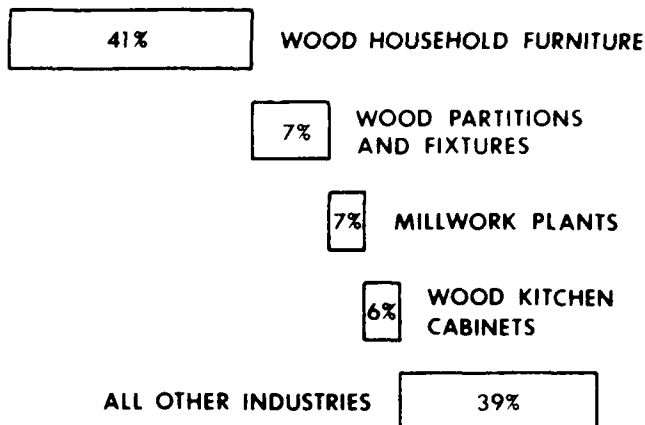 41% WOOD HOUSEHOLD FURNITURE
7% WOOD PARTITIONS
AND FIXTURES
7% MILLWORK PLANTS
6% WOOD KITCHEN
CABINETS
ALL OTHER INDUSTRIES 39%